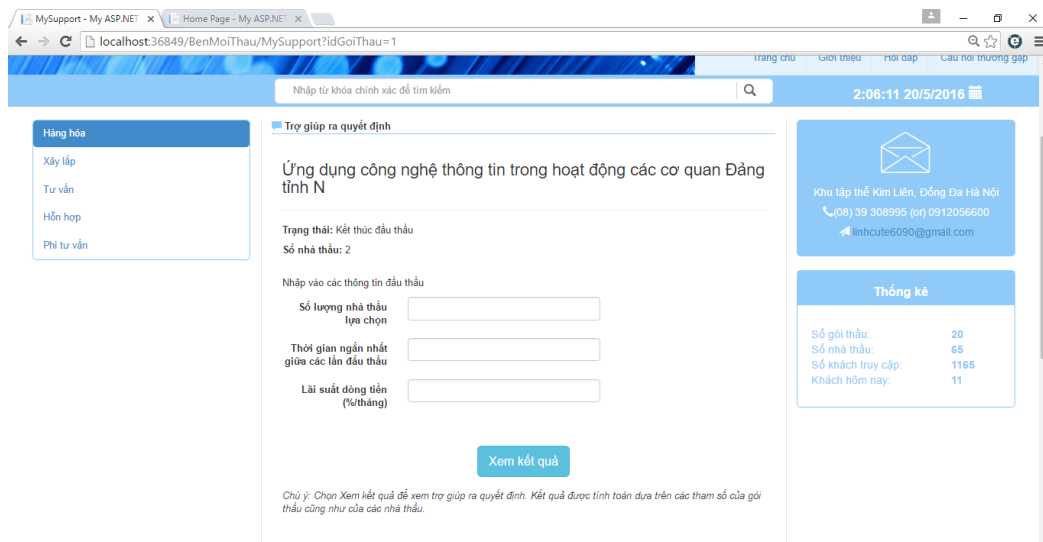 MySupport - My ASP.NET
Home Page - My ASP.NET
localhost:36849/BenMoiThau/MySupport?idGoiThau=1
Trang chủ Giới thiệu Hỏi đáp Câu hỏi thường gặp
Nhập từ khóa chính xác để tìm kiếm
2:06:11 20/5/2016
Hàng hóa
Xây lắp
Tư vấn
Hỗn hợp
Phi tư vấn
Trợ giúp ra quyết định
Ứng dụng công nghệ thông tin trong hoạt động các cơ quan Đảng
tỉnh N
Trạng thái: Kết thúc đấu thầu
Số nhà thầu: 2
Nhập vào các thông tin đấu thầu
Số lượng nhà thầu
lựa chọn
Thời gian ngắn nhất
giữa các lần đấu thầu
Lãi suất dòng tiền
(%/tháng)
Xem kết quả
Chú ý: Chọn Xem kết quả để xem trợ giúp ra quyết định. Kết quả được tính toán dựa trên các tham số của gói
thầu cũng như của các nhà thầu.
Khu tập thể Kim Liên, Đống Đa Hà Nội
(08) 39 308995 (or) 0912056600
linhcute6090@gmail.com
Thống kê
Số gói thầu: 20
Số nhà thầu: 65
Số khách truy cập: 1165
Khách hôm nay: 11